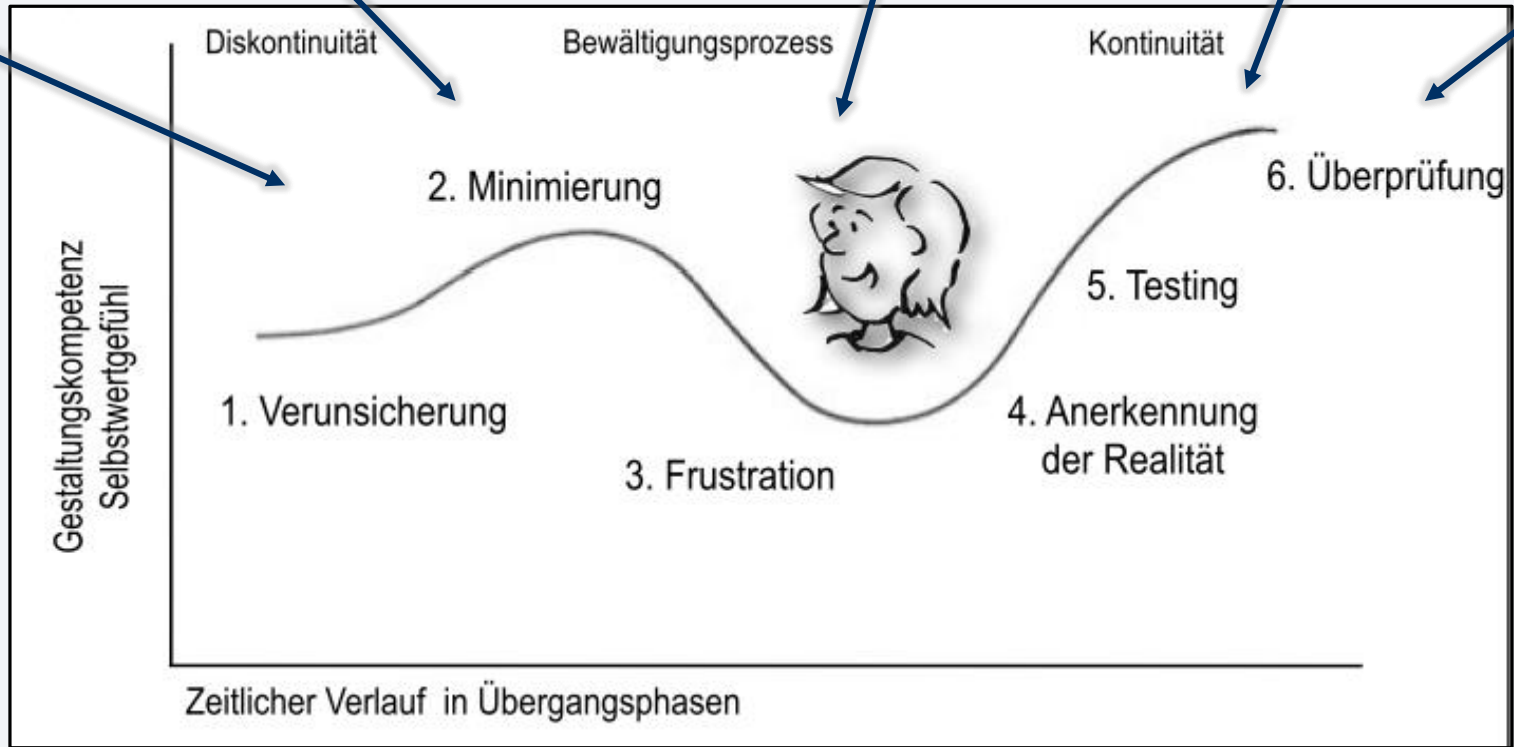 Diskontinuität
Bewältigungsprozess
Kontinuität
2. Minimierung
6. Überprüfung
5. Testing
1. Verunsicherung
4. Anerkennung
der Realität
3. Frustration
Gestaltungskompetenz
Selbstwertgefühl
Zeitlicher Verlauf in Übergangsphasen